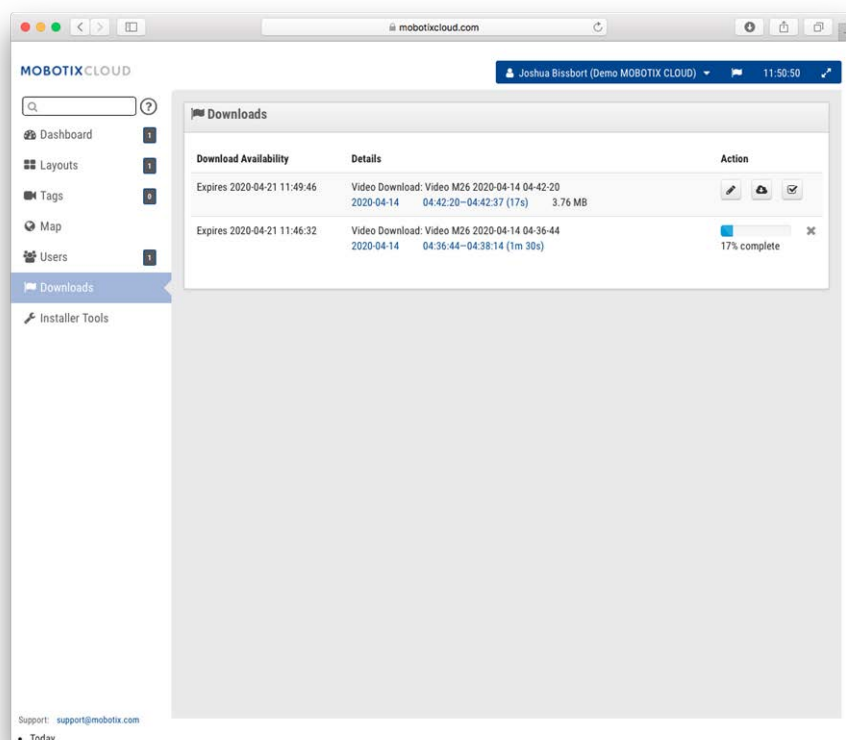 mobotixcloud.com
MOBOTIXCLOUD
Joshua Bissbort (Demo MOBOTIX CLOUD) 11:50:50
?
Dashboard 1
Layouts 1
Tags 0
Map
Users 1
Downloads
Installer Tools
Downloads
Download Availability Details Action
Expires 2020-04-21 11:49:46 Video Download: Video M26 2020-04-14 04-42-20
2020-04-14 04:42:20—04:42:37 (17s) 3.76 MB
Expires 2020-04-21 11:46:32 Video Download: Video M26 2020-04-14 04-36-44
2020-04-14 04:36:44—04:38:14 (1m 30s) 17% complete
Support: support@mobotix.com
• Today